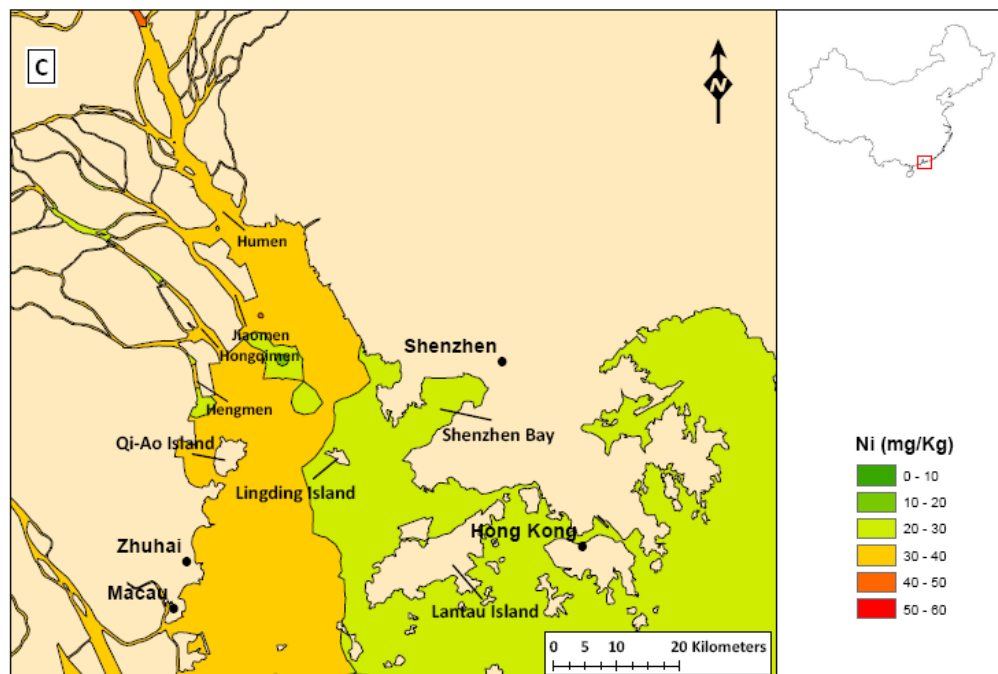 C
N
Humen
Jiaomen
Hongqimen
Shenzhen
Hengmen
Shenzhen Bay
Qi-Ao Island
Lingding Island
Hong Kong
Zhuhai
Macau
Lantau Island
0 5 10 20 Kilometers
Ni (mg/Kg)
0 - 10
10 - 20
20 - 30
30 - 40
40 - 50
50 - 60